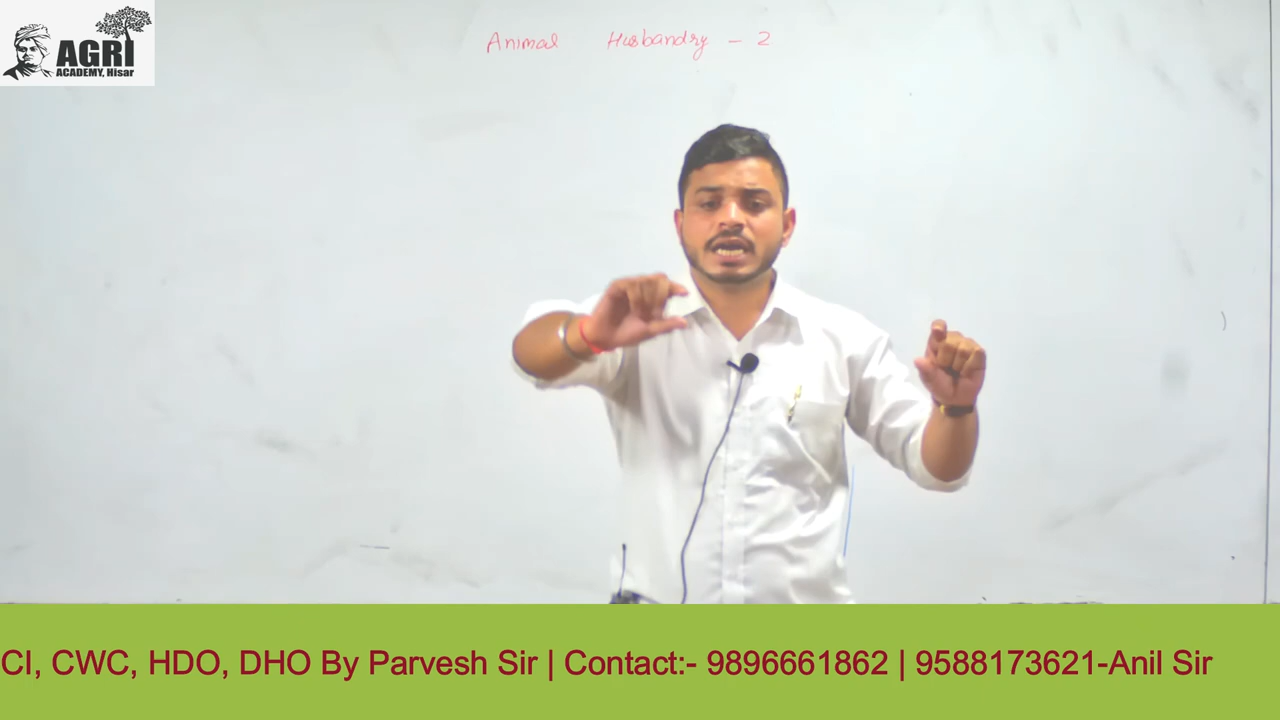 AGRI
ACADEMY, Hisar
Animal Husbandry - 2
CI, CWC, HDO, DHO By Parvesh Sir | Contact:- 9896661862 | 9588173621-Anil Sir